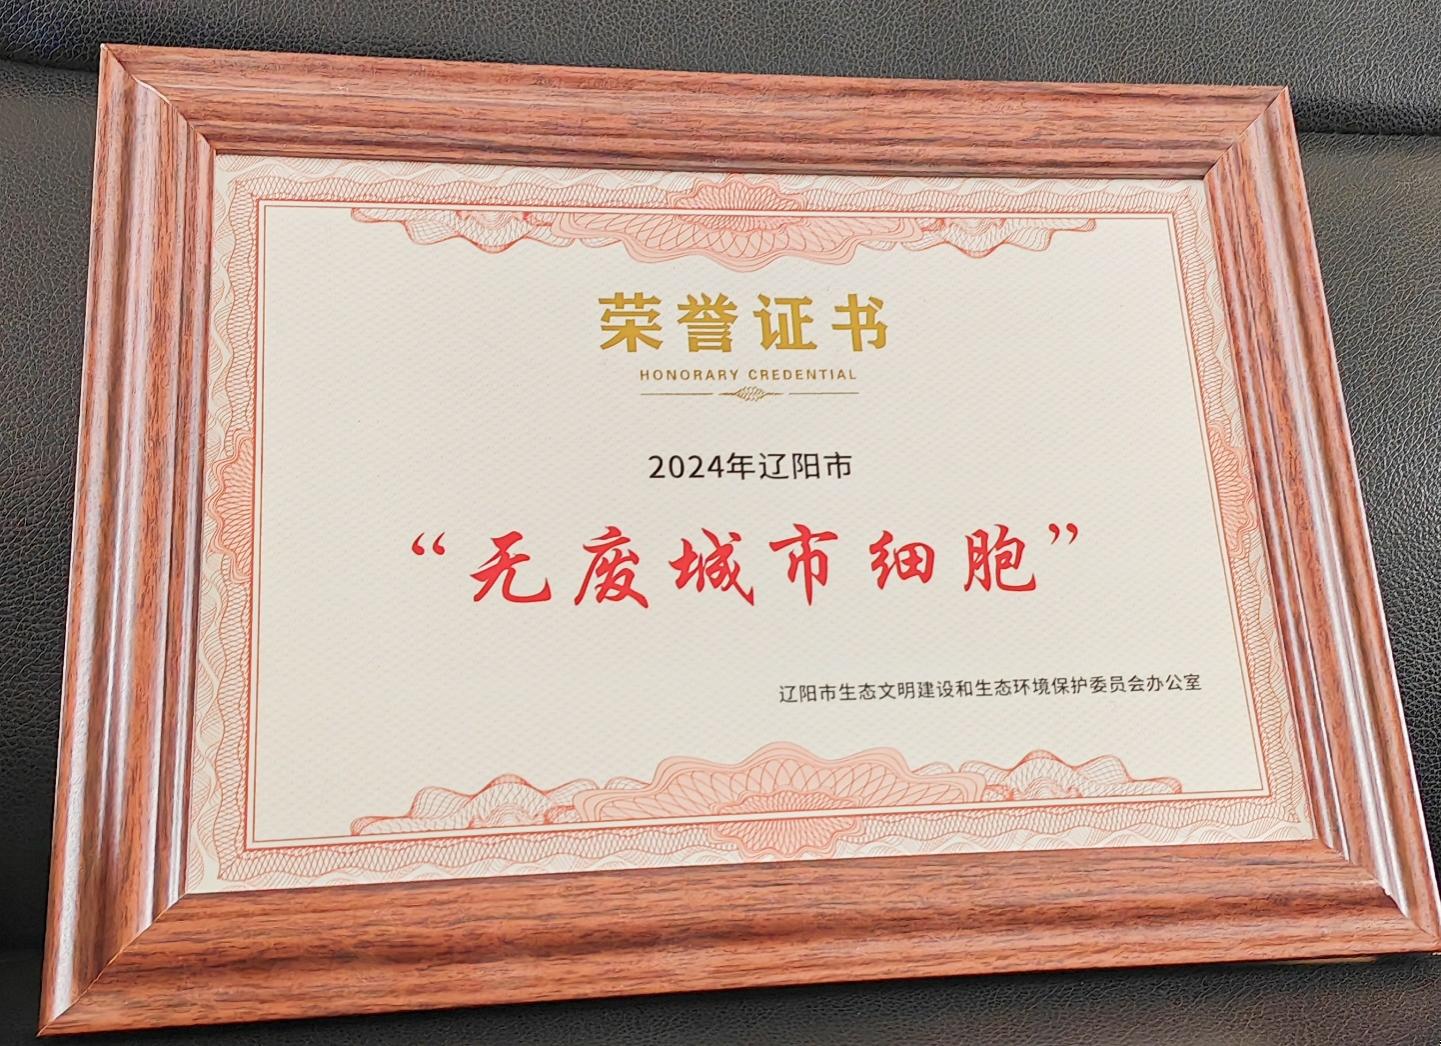 荣誉证书
HONORARY CREDENTIAL
2024年辽阳市
“无废城市细胞”
辽阳市生态文明建设和生态环境保护委员会办公室